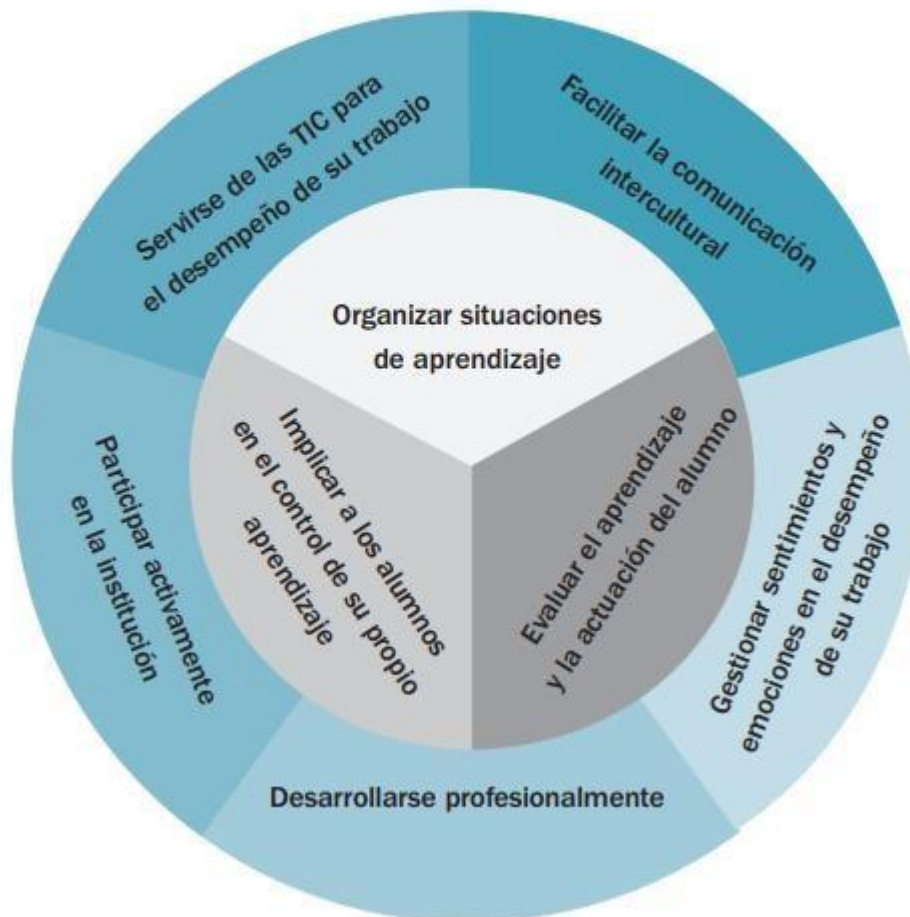 Servirse de las TIC para
el desempeño de su trabajo
Facilitar la comunicación
intercultural
Organizar situaciones
de aprendizaje
Implicar a los alumnos
en el control de su propio
aprendizaje
Evaluar el aprendizaje
y la actuación del alumno
Participar activamente
en la institución
Gestionar sentimientos y
emociones en el desempeño
de su trabajo
Desarrollarse profesionalmente